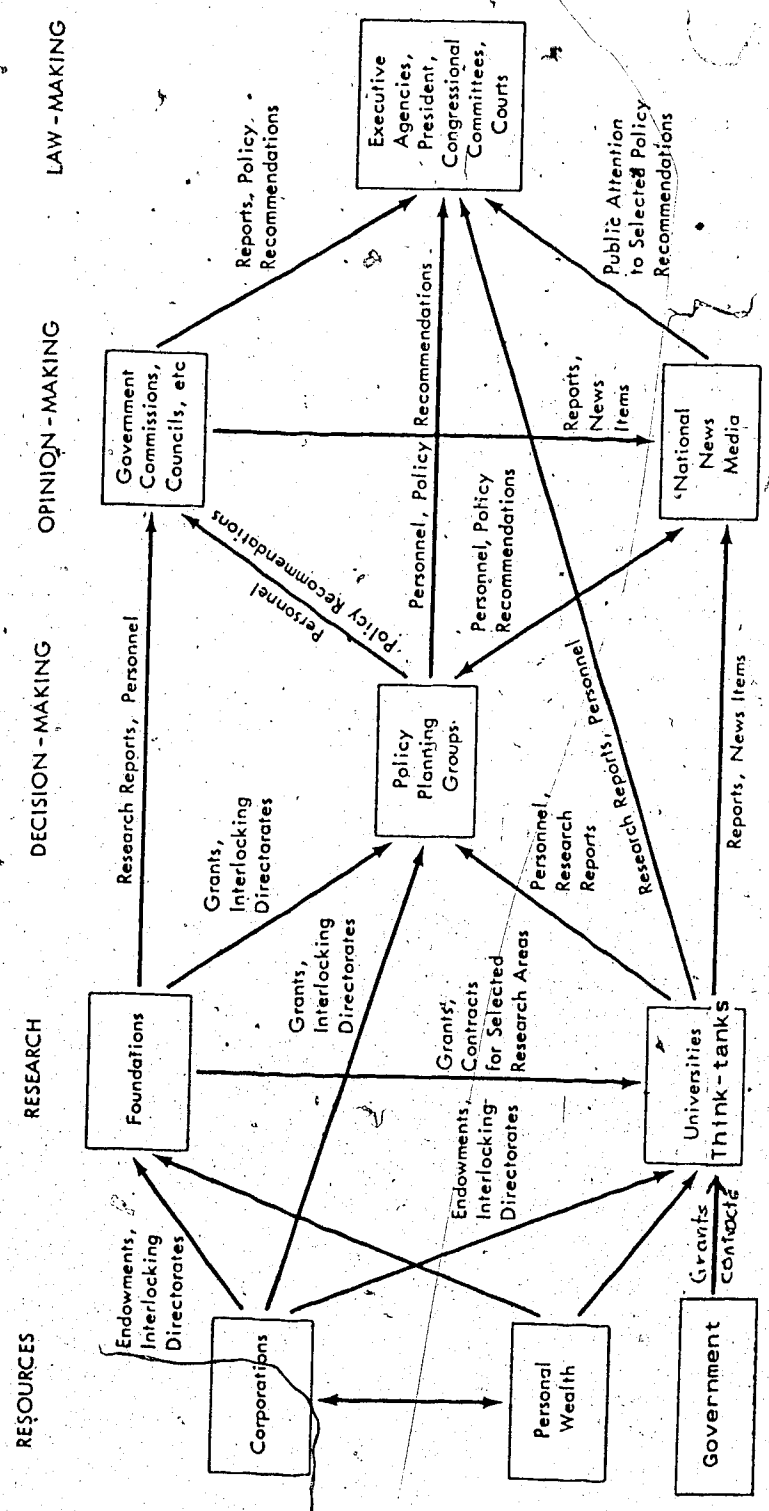 RESOURCES
RESEARCH
DECISION-MAKING
OPINION-MAKING
LAW-MAKING
Endowments,
Interlocking
Directorates
Corporations
Personal
Wealth
Government
Grants
contracts
Foundations
Grants,
Contracts
for Selected
Research Areas
Endowments,
Interlocking
Directorates
Universities
Think-tanks
Research Reports, Personnel
Grants,
Interlocking
Directorates
Grants,
Interlocking
Directorates
Personnel,
Research
Reports
Research Reports, Personnel
Reports, News Items
Policy
Planning
Groups
Personnel
Policy Recommendations
Personnel, Policy Recommendations
Personnel, Policy
Recommendations
Government
Commissions,
Councils, etc
Reports,
News
Items
National
News
Media
Reports, Policy
Recommendations
Public Attention
to Selected Policy
Recommendations
Executive
Agencies,
President,
Congressional
Committees,
Courts